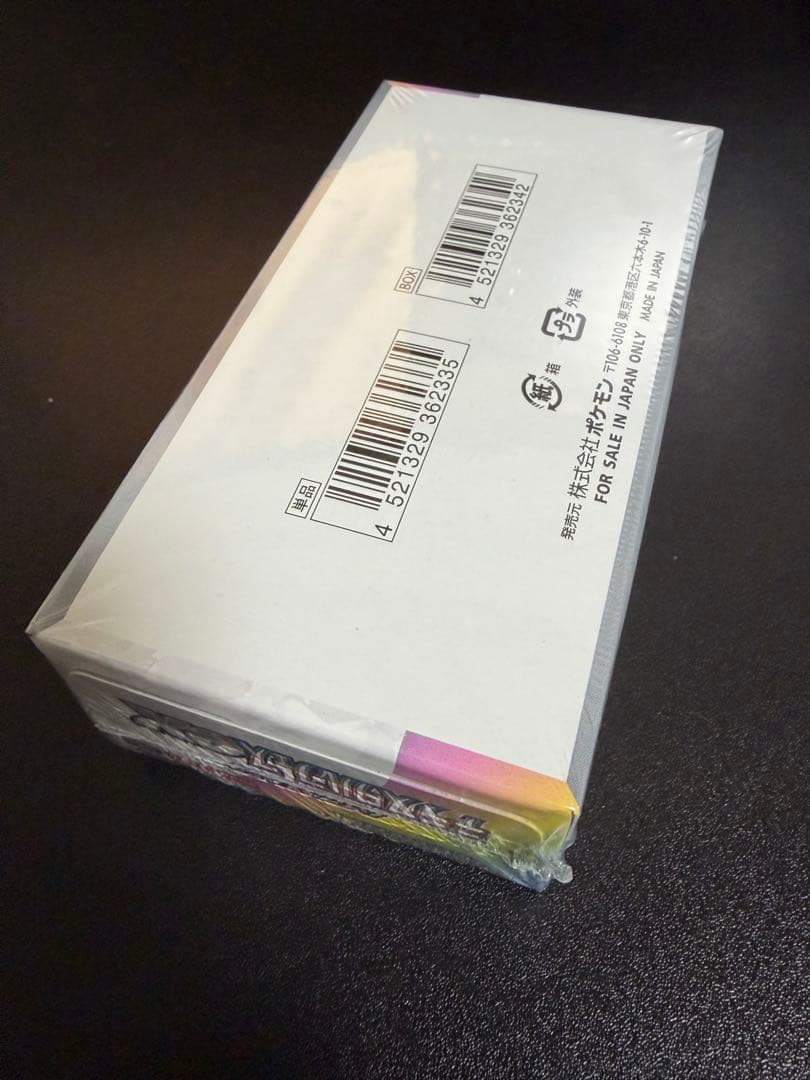 BOX
4 521329 362342
単品
4 521329 362335
プラ 外装
紙 箱
発売元 株式会社ポケモン 〒106-6108 東京都港区六本木6-10-1
FOR SALE IN JAPAN ONLY MADE IN JAPAN